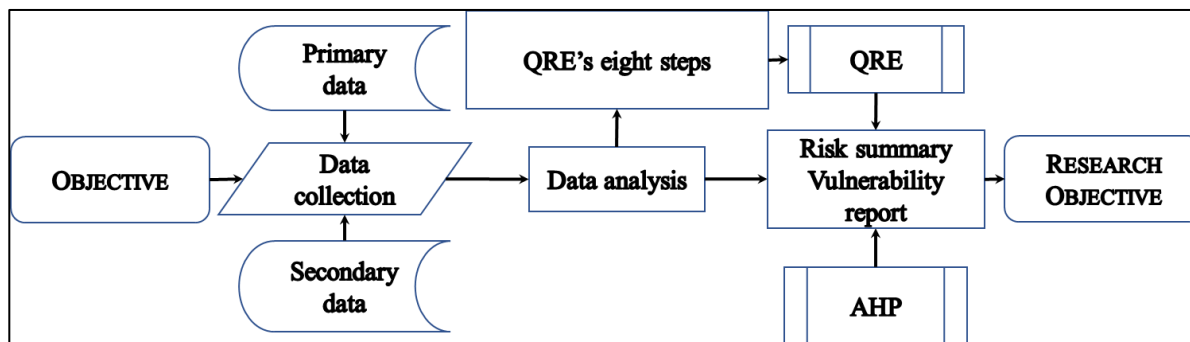 Primary
data
QRE's eight steps
QRE
OBJECTIVE
Data
collection
Data analysis
Risk summary
Vulnerability
report
RESEARCH
OBJECTIVE
Secondary
data
AHP